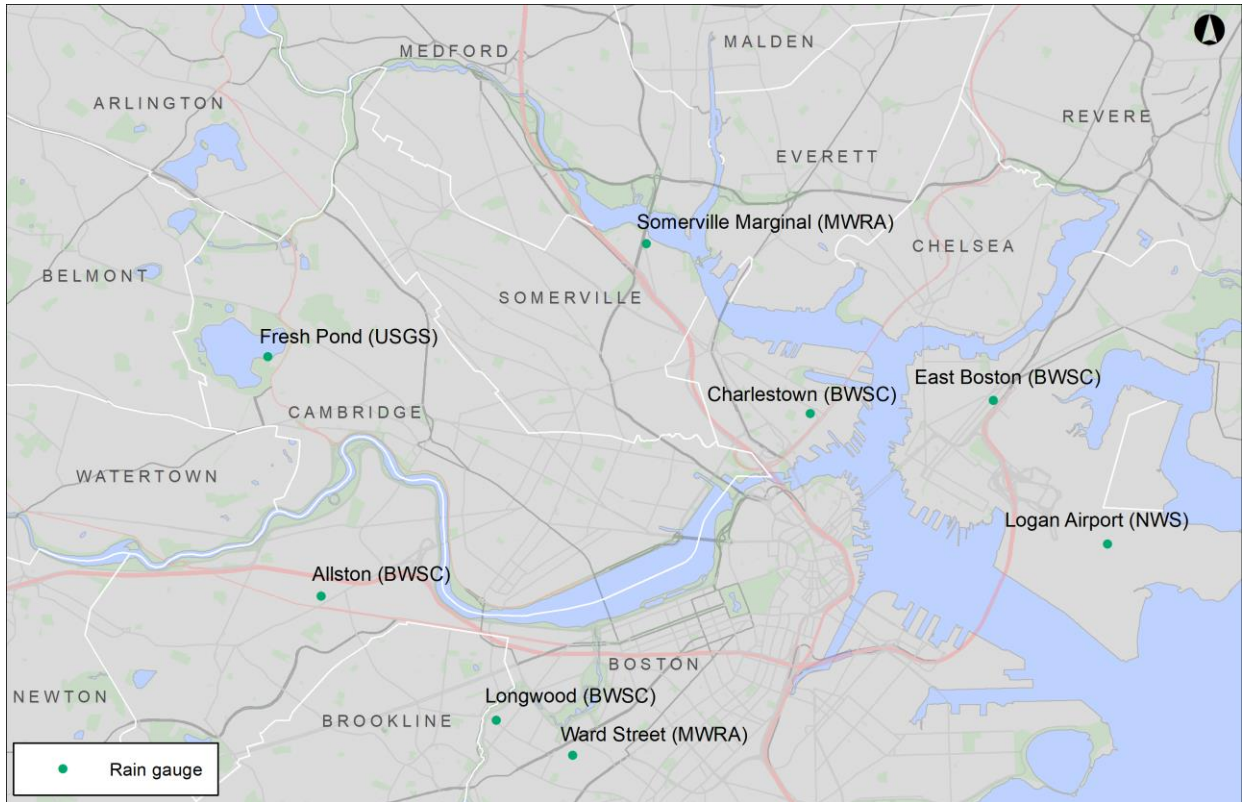 MEDFORD
MALDEN
ARLINGTON
REVERE
EVERETT
Somerville Marginal (MWRA)
CHELSEA
BELMONT
SOMERVILLE
Fresh Pond (USGS)
East Boston (BWSC)
Charlestown (BWSC)
CAMBRIDGE
WATERTOWN
Logan Airport (NWS)
Allston (BWSC)
BOSTON
NEWTON
Longwood (BWSC)
BROOKLINE
Ward Street (MWRA)
Rain gauge